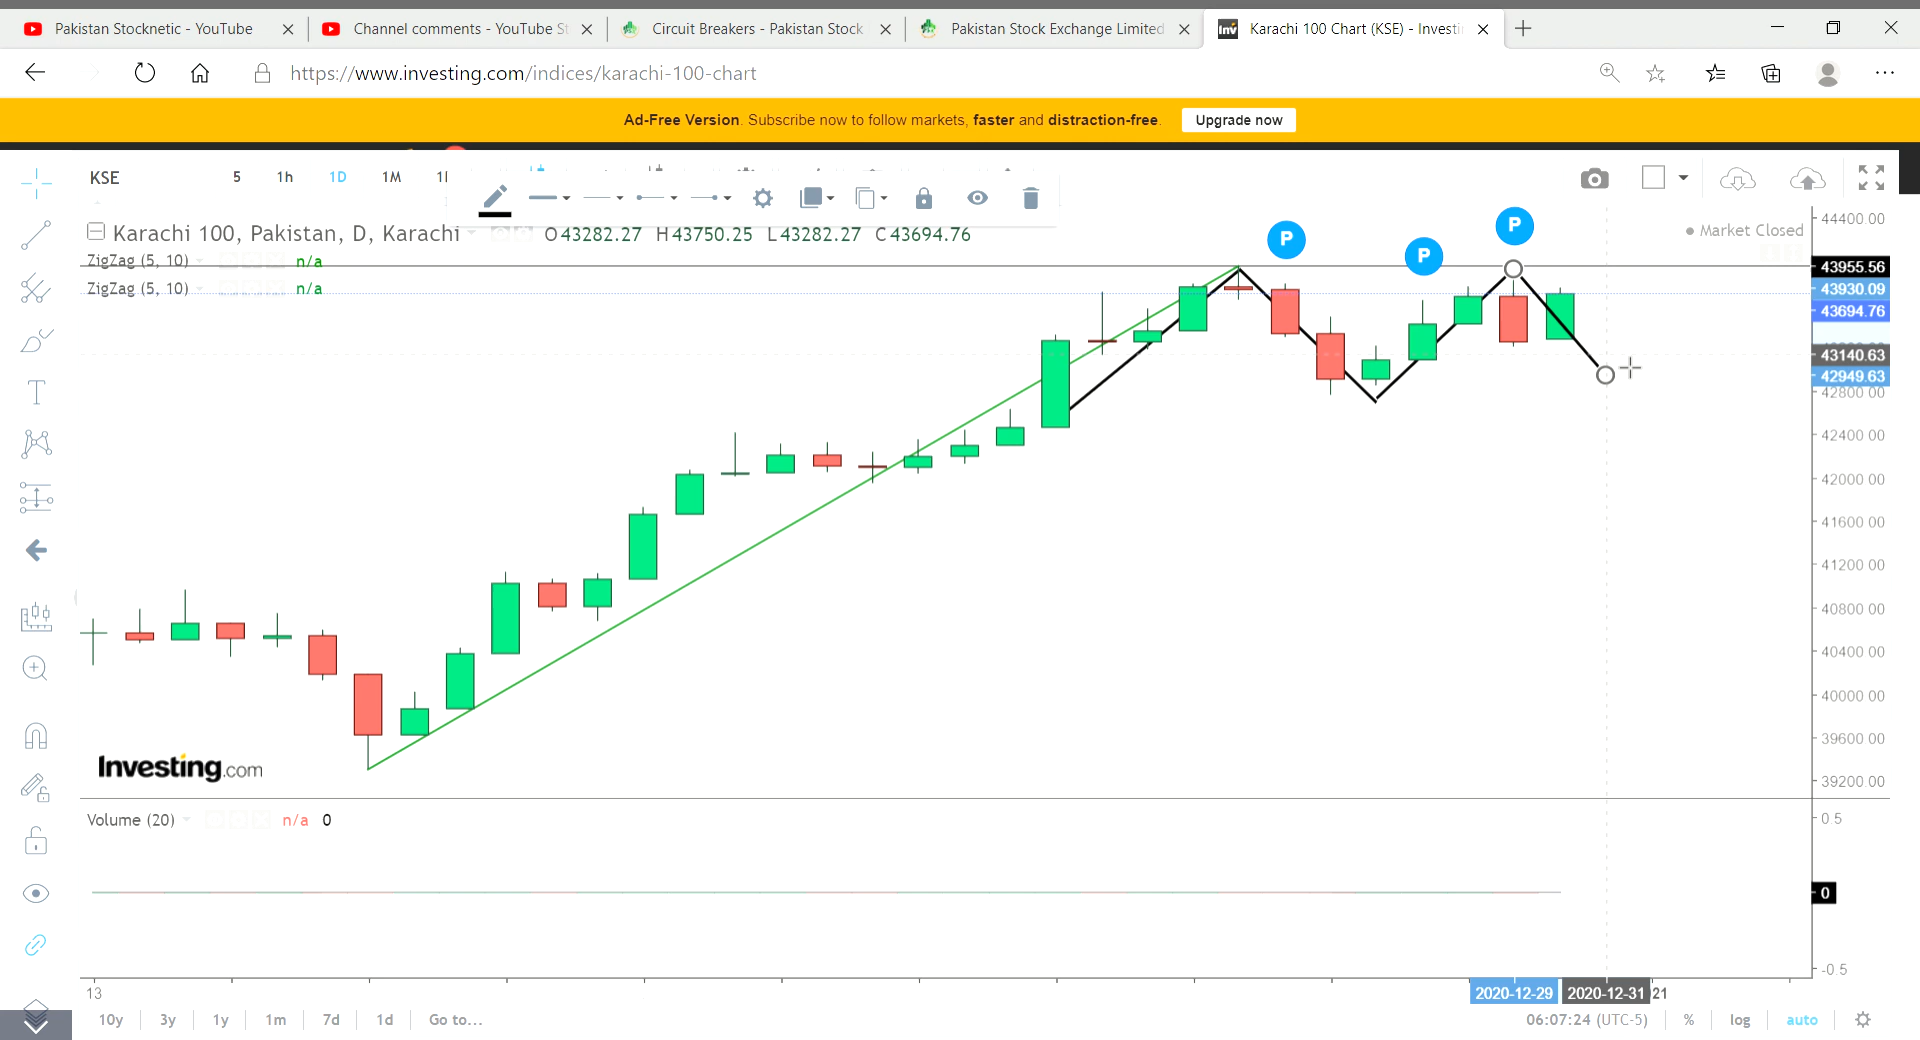 Pakistan Stocknetic - YouTube
Channel comments - YouTube St
Circuit Breakers - Pakistan Stock
Pakistan Stock Exchange Limited
Karachi 100 Chart (KSE) - Investi
https://www.investing.com/indices/karachi-100-chart
Ad-Free Version. Subscribe now to follow markets, faster and distraction-free. Upgrade now
KSE 5 1h 1D 1M
Karachi 100, Pakistan, D, Karachi O43282.27 H43750.25 L43282.27 C43694.76
ZigZag (5, 10) n/a
ZigZag (5, 10) n/a
P
P
P
Market Closed
44400.00
43955.56
43930.09
43694.76
43140.63
42949.63
42800.00
42400.00
42000.00
41600.00
41200.00
40800.00
40400.00
40000.00
39600.00
39200.00
Investing.com
Volume (20) n/a 0
0.5
0
-0.5
13 2020-12-29 2020-12-31 21
10y 3y 1y 1m 7d 1d Go to... 06:07:24 (UTC-5) % log auto